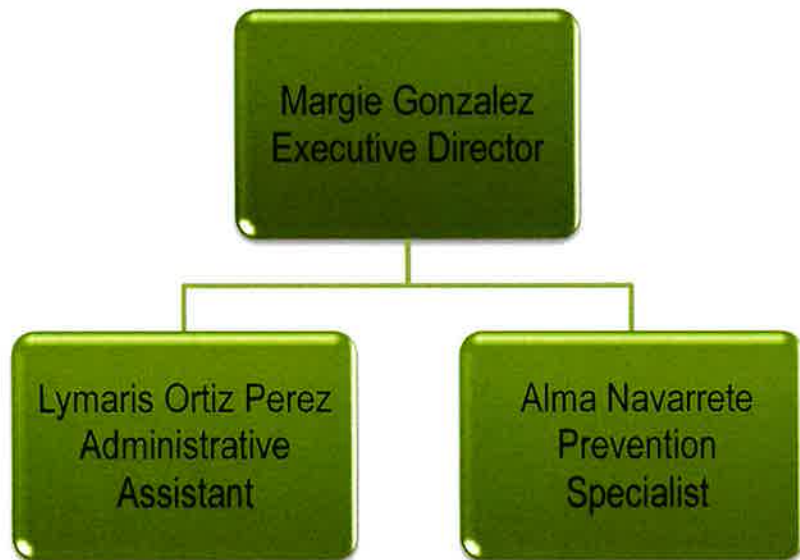 Margie Gonzalez
Executive Director
Lymaris Ortiz Perez
Administrative
Assistant
Alma Navarrete
Prevention
Specialist